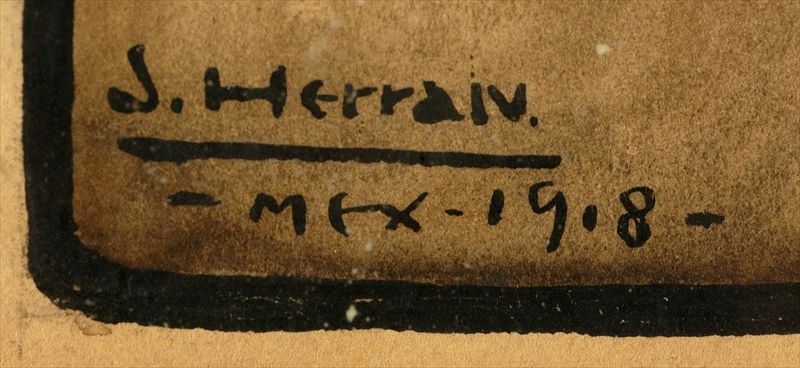 J. Herran.
- MEX - 1918 -